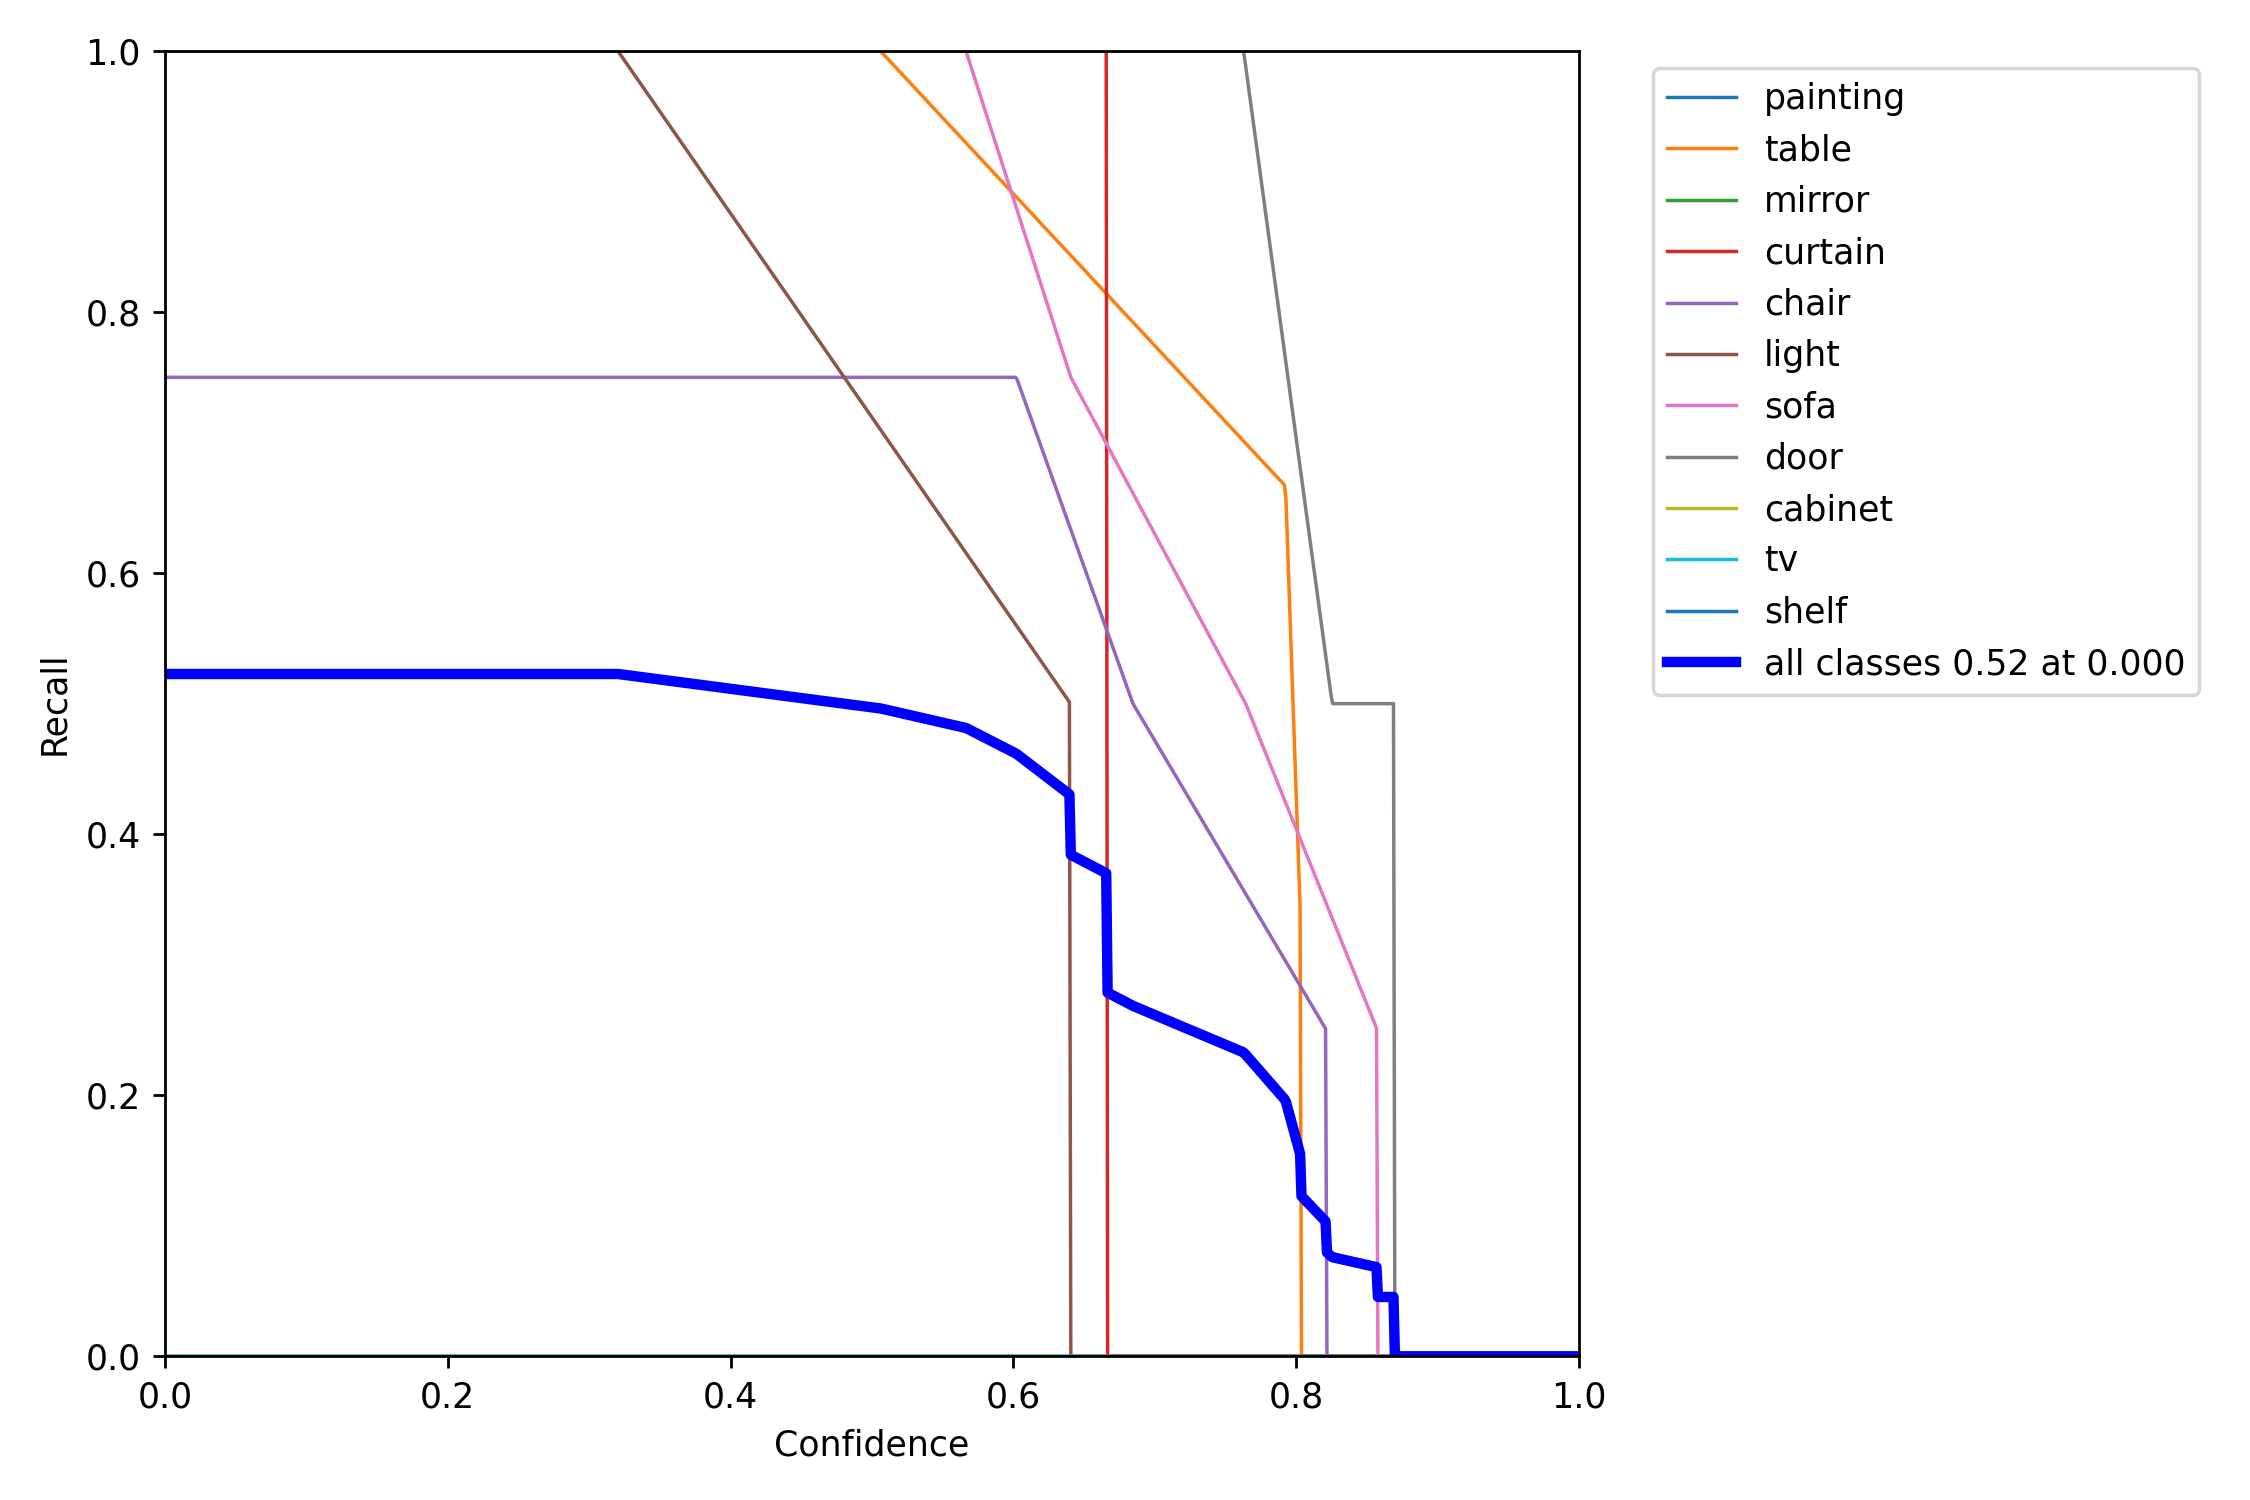 1.0
0.8
0.6
0.4
0.2
0.0
Recall
0.0 0.2 0.4 0.6 0.8 1.0
Confidence
painting
table
mirror
curtain
chair
light
sofa
door
cabinet
tv
shelf
all classes 0.52 at 0.000